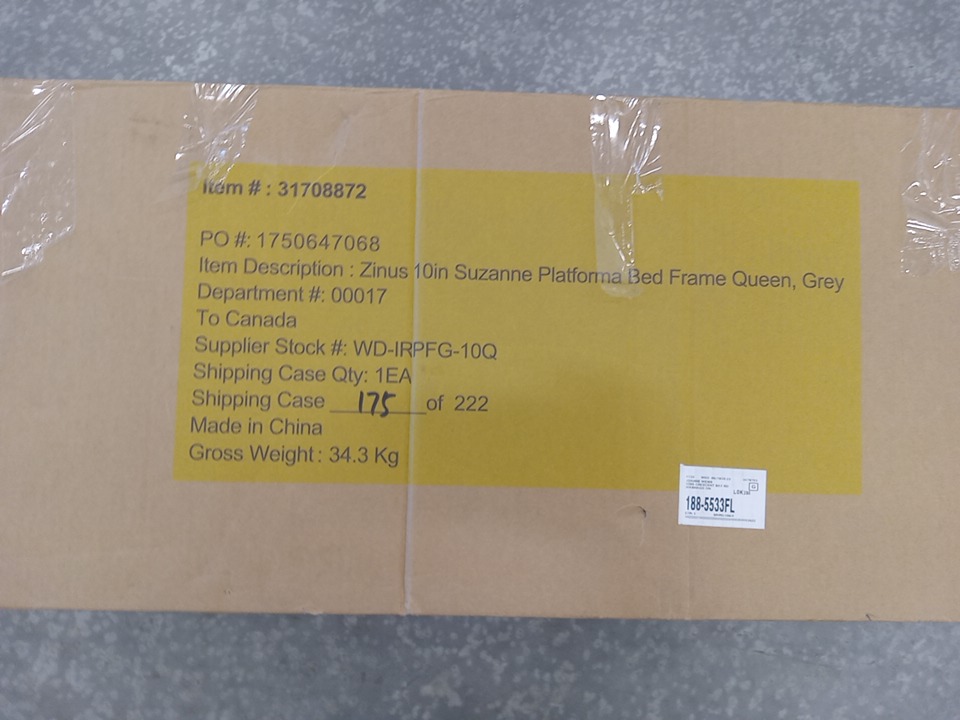 Item # : 31708872
PO #: 1750647068
Item Description : Zinus 10in Suzanne Platforma Bed Frame Queen, Grey
Department #: 00017
To Canada
Supplier Stock #: WD-IRPFG-10Q
Shipping Case Qty: 1EA
Shipping Case 175 of 222
Made in China
Gross Weight : 34.3 Kg
G
188-5533FL